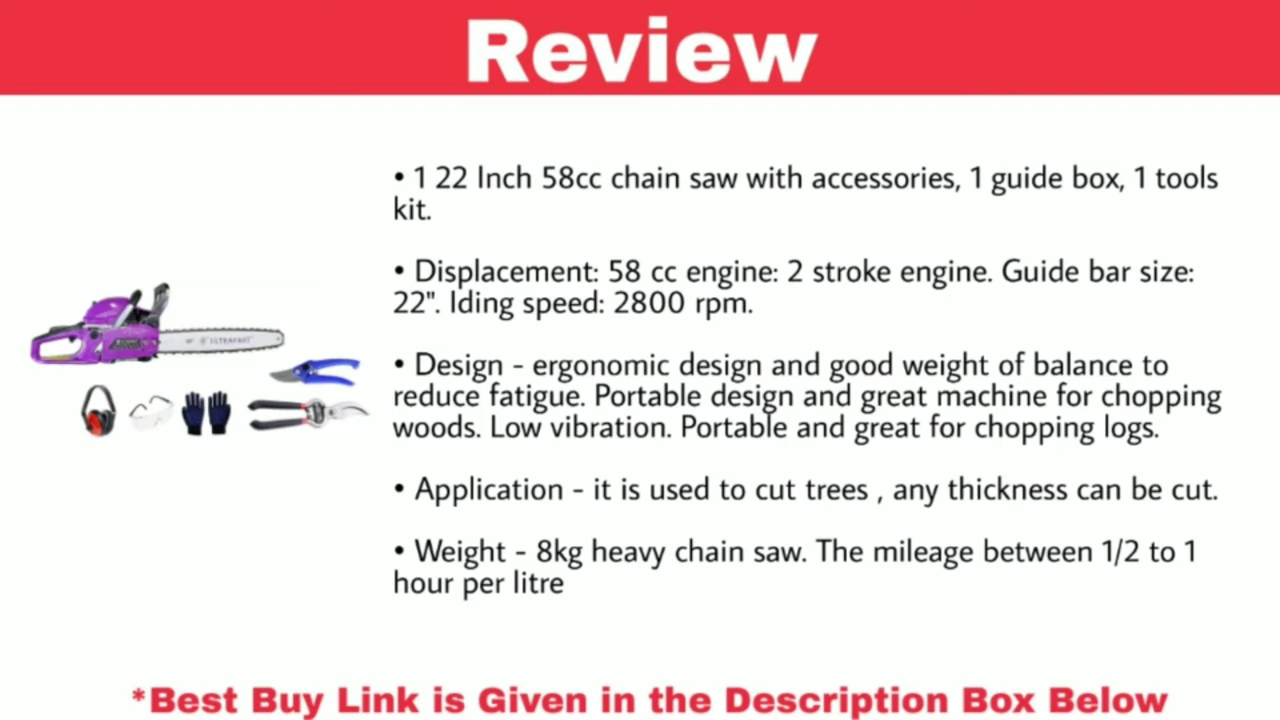 Review
• 1 22 Inch 58cc chain saw with accessories, 1 guide box, 1 tools
kit.
• Displacement: 58 cc engine: 2 stroke engine. Guide bar size:
22". Iding speed: 2800 rpm.
• Design - ergonomic design and good weight of balance to
reduce fatigue. Portable design and great machine for chopping
woods. Low vibration. Portable and great for chopping logs.
• Application - it is used to cut trees , any thickness can be cut.
• Weight - 8kg heavy chain saw. The mileage between 1/2 to 1
hour per litre
ULTRAFAST
*Best Buy Link is Given in the Description Box Below